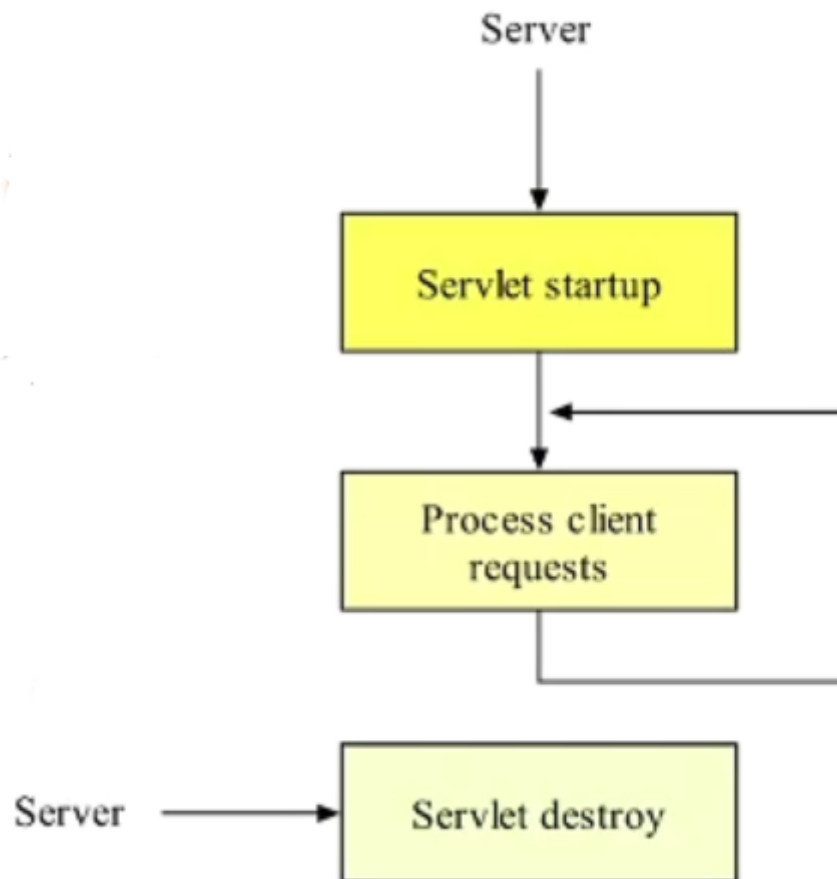 Server
Servlet startup
Process client
requests
Server
Servlet destroy